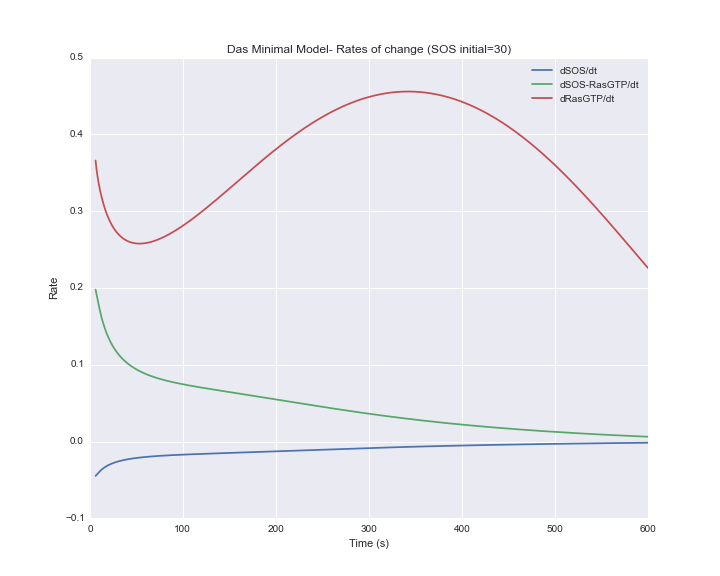 Das Minimal Model- Rates of change (SOS initial=30)
dSOS/dt
dSOS-RasGTP/dt
dRasGTP/dt
0.5
0.4
0.3
0.2
0.1
0.0
−0.1
Rate
0 100 200 300 400 500 600
Time (s)